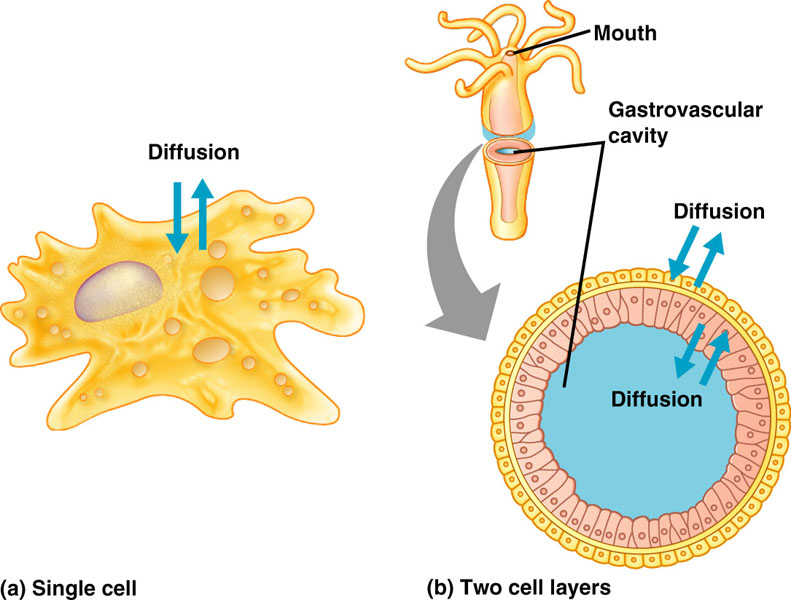 Mouth
Gastrovascular
cavity
Diffusion
Diffusion
Diffusion
(a) Single cell
(b) Two cell layers